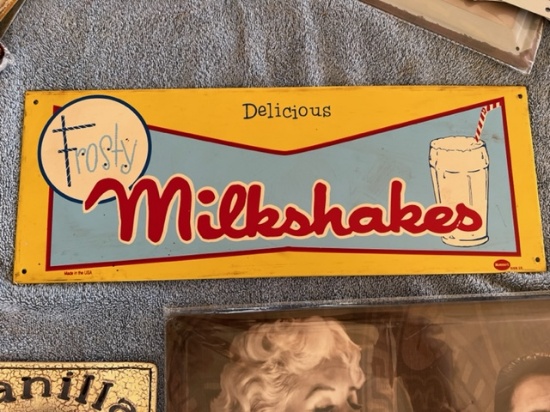 Delicious
Frosty
Milkshakes
Made in the USA
anilla